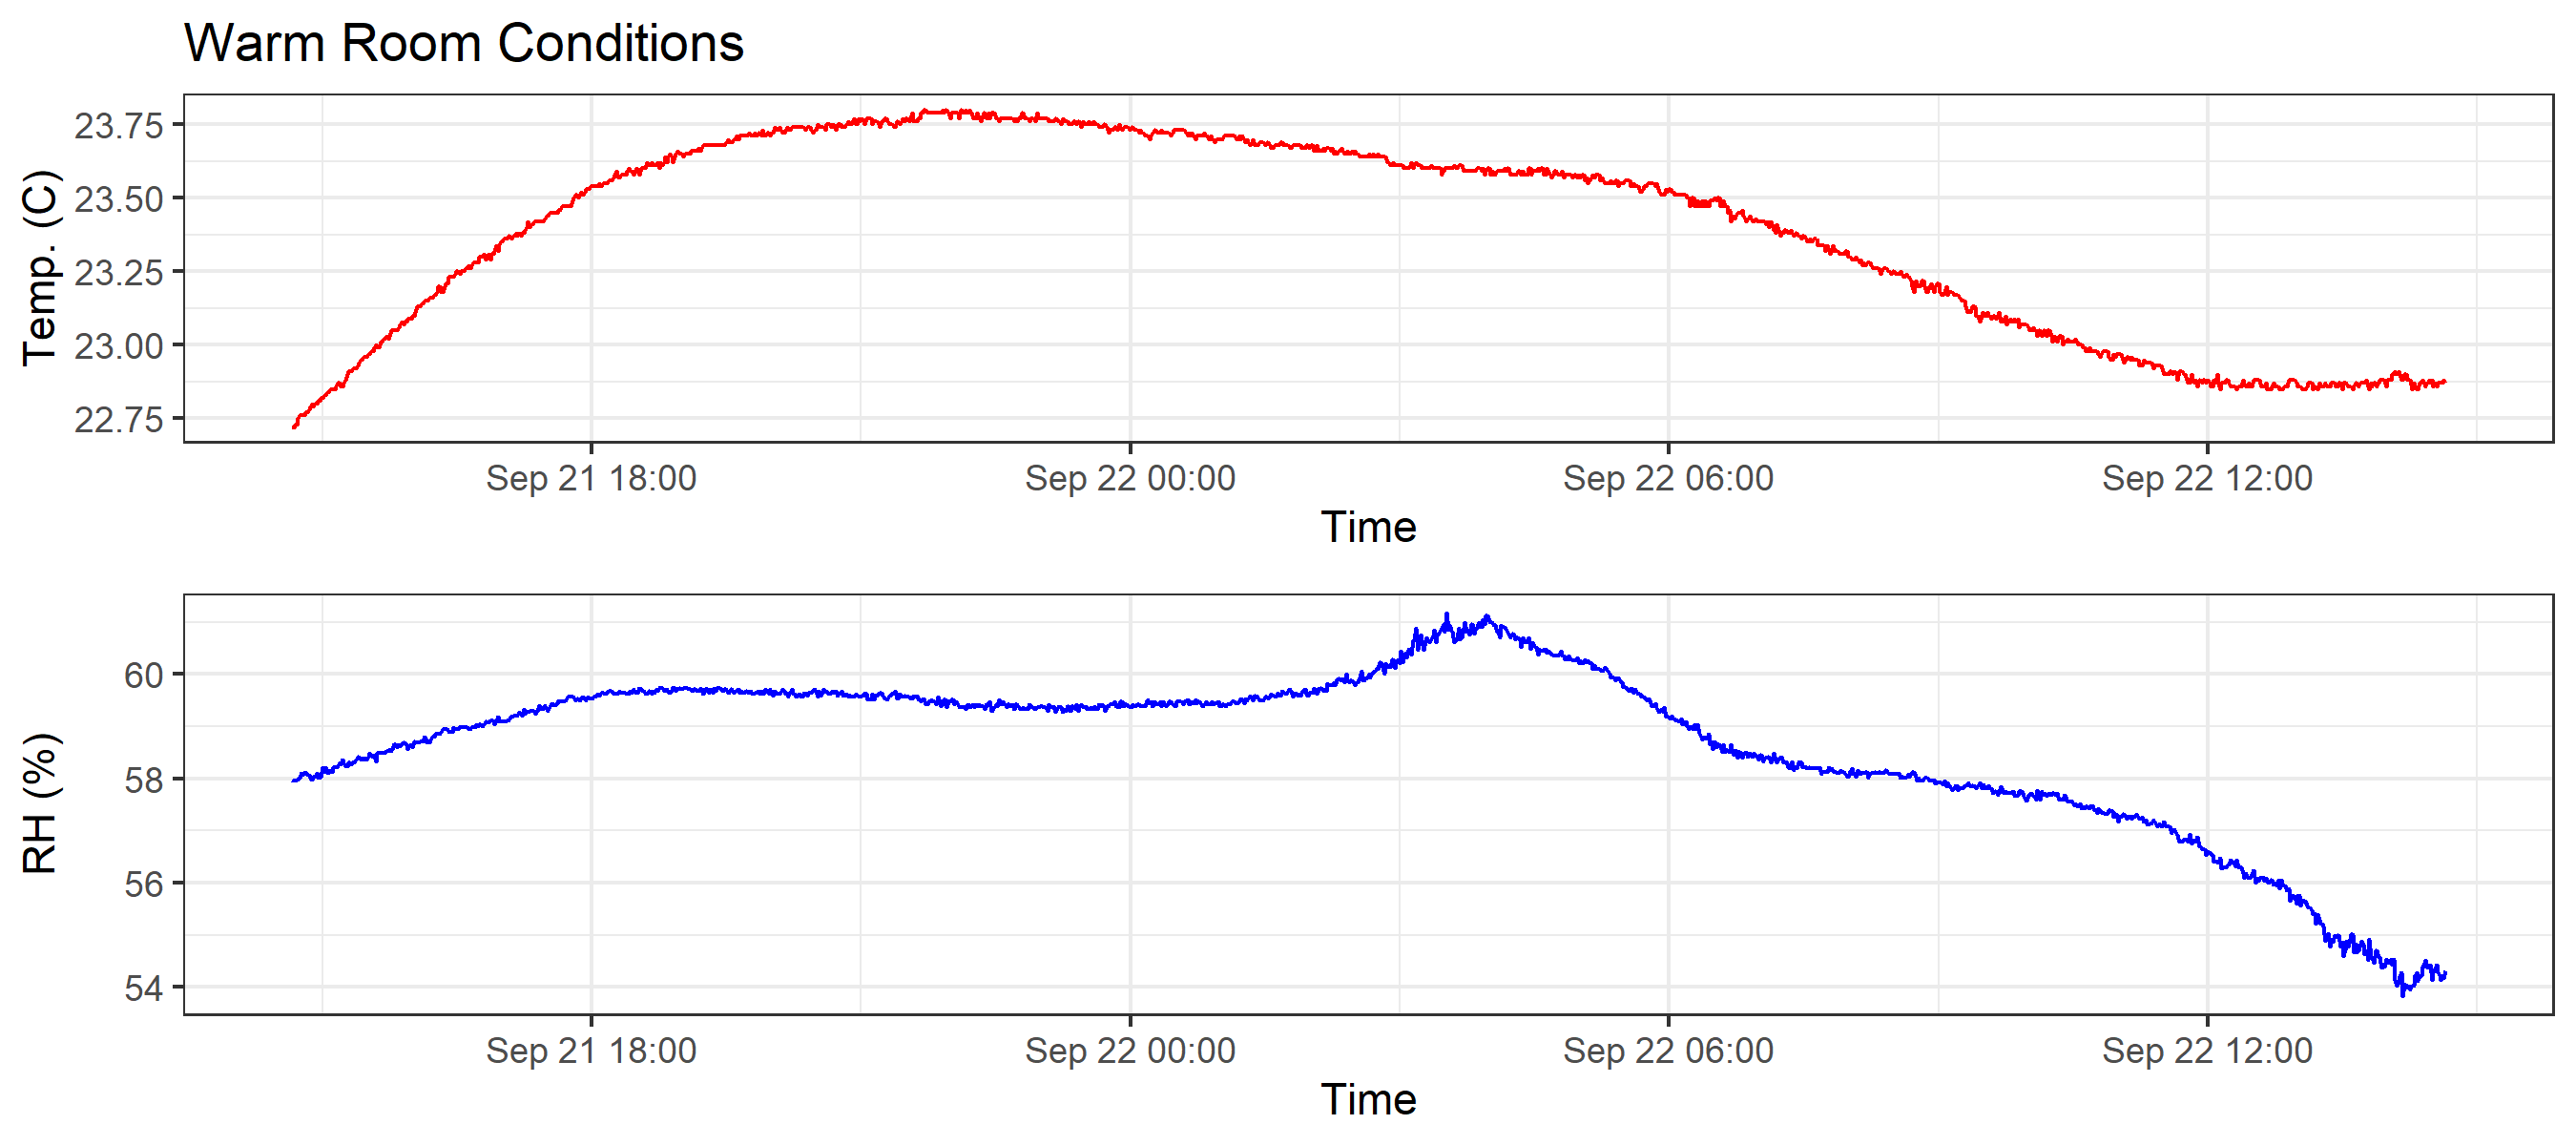 Warm Room Conditions
Temp. (C)
23.75
23.50
23.25
23.00
22.75
Sep 21 18:00 Sep 22 00:00 Sep 22 06:00 Sep 22 12:00
Time
RH (%)
60
58
56
54
Sep 21 18:00 Sep 22 00:00 Sep 22 06:00 Sep 22 12:00
Time